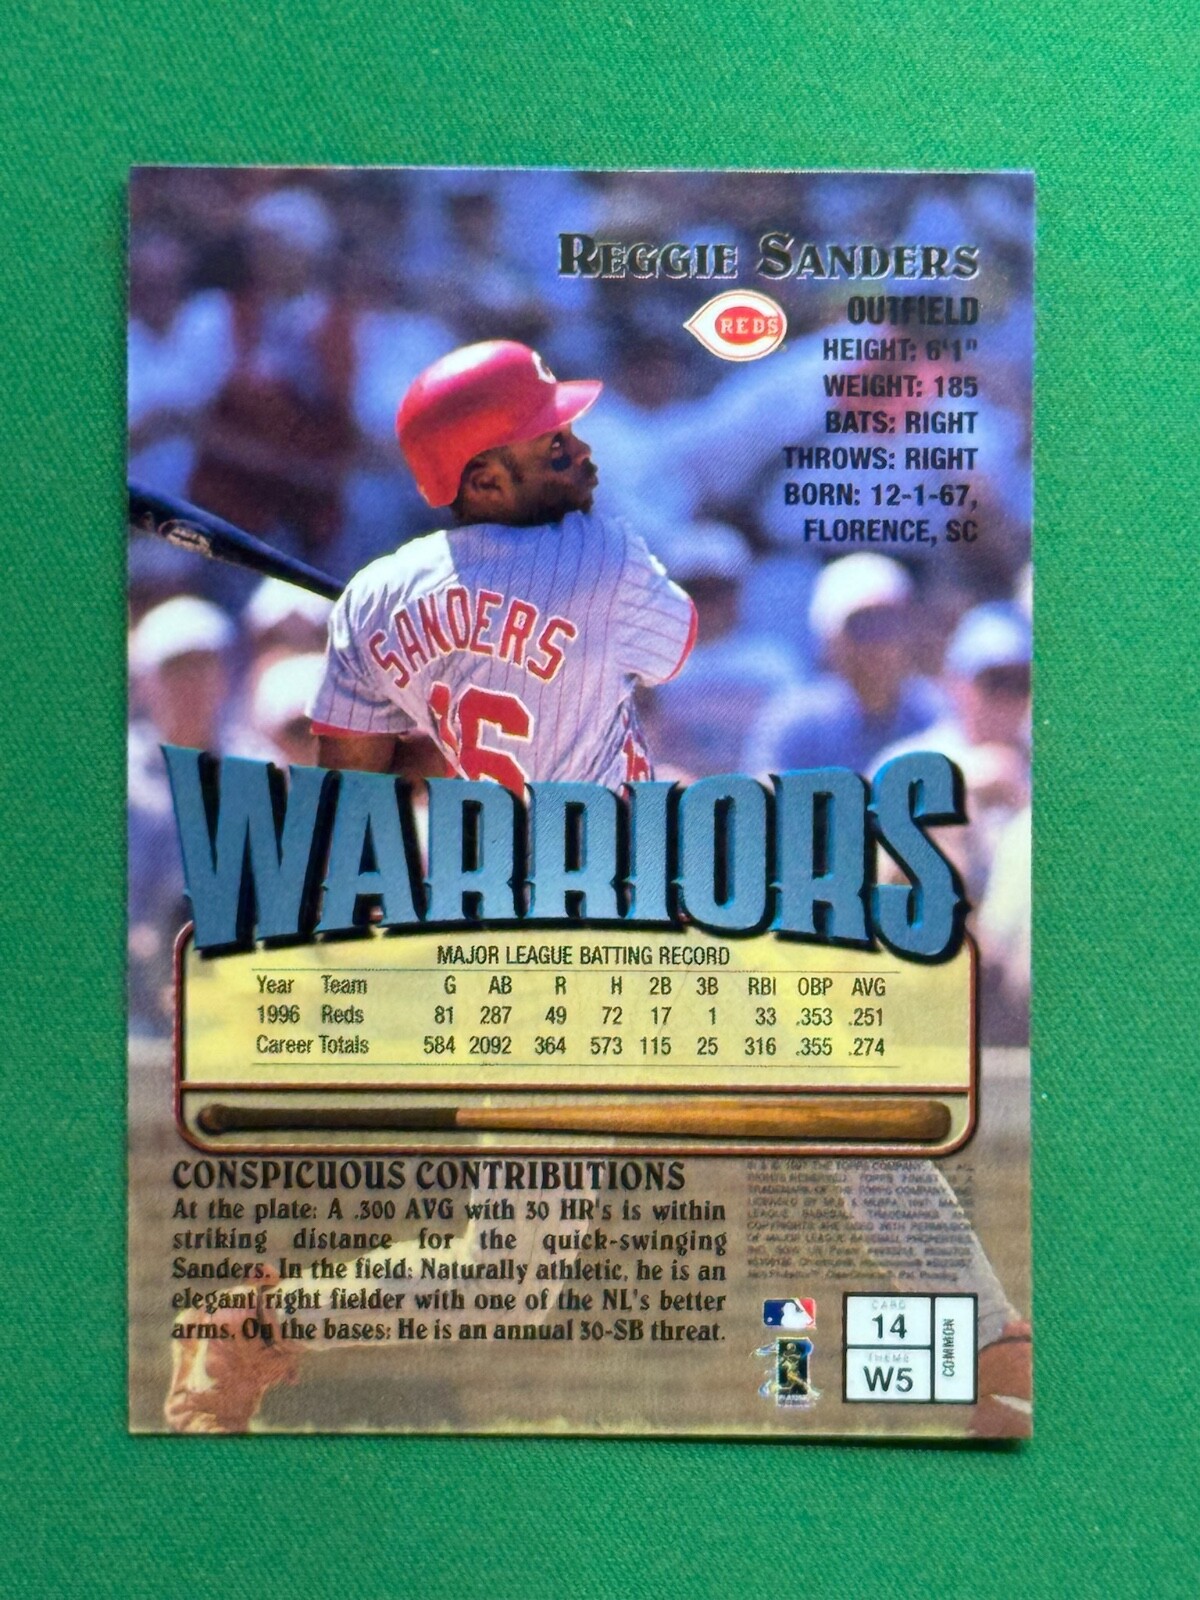 REGGIE SANDERS
REDS
OUTFIELD
HEIGHT: 6'1"
WEIGHT: 185
BATS: RIGHT
THROWS: RIGHT
BORN: 12-1-67,
FLORENCE, SC
SANDERS
16
WARRIORS
MAJOR LEAGUE BATTING RECORD
Year Team G AB R H 2B 3B RBI OBP AVG
1996 Reds 81 287 49 72 17 1 33 .353 .251
Career Totals 584 2092 364 573 115 25 316 .355 .274
CONSPICUOUS CONTRIBUTIONS
At the plate: A .300 AVG with 30 HR's is within
striking distance for the quick-swinging
Sanders. In the field: Naturally athletic, he is an
elegant right fielder with one of the NL's better
arms. On the bases: He is an annual 30-SB threat.
CARD
14
THEME
W5
COMMON